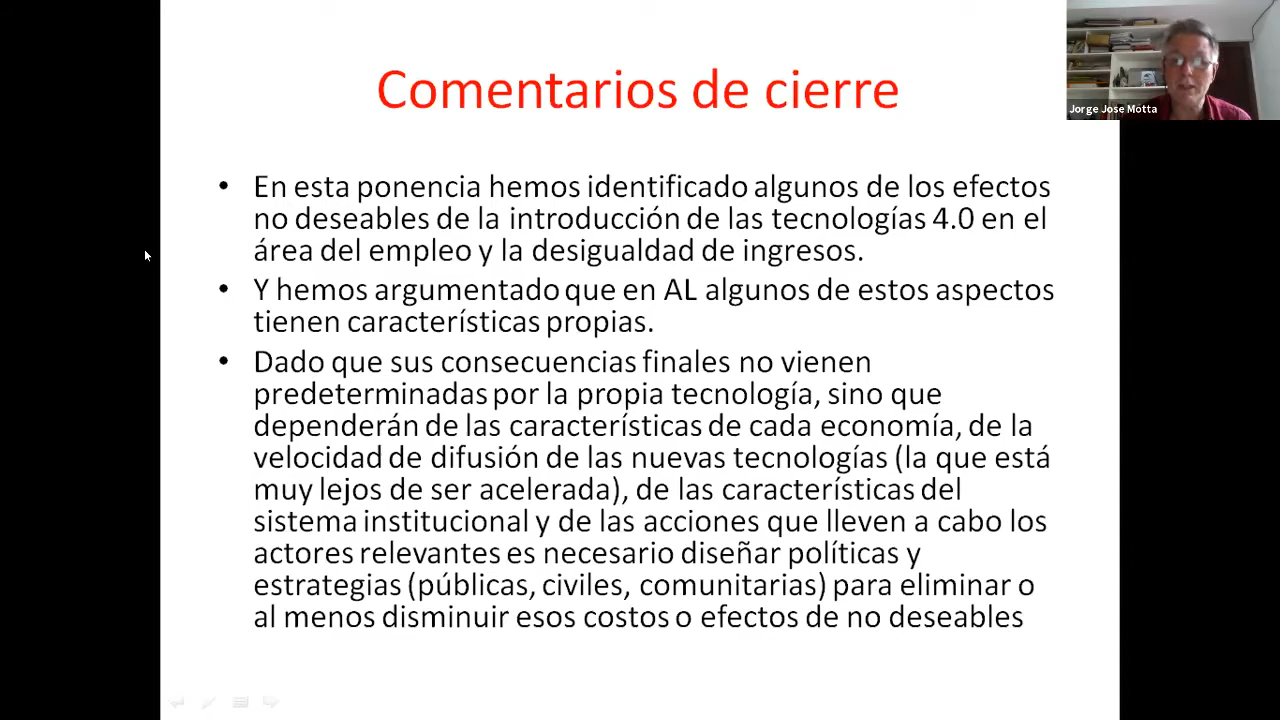 Comentarios de cierre
Jorge Jose Motta
• En esta ponencia hemos identificado algunos de los efectos
no deseables de la introducción de las tecnologías 4.0 en el
área del empleo y la desigualdad de ingresos.
• Y hemos argumentado que en AL algunos de estos aspectos
tienen características propias.
• Dado que sus consecuencias finales no vienen
predeterminadas por la propia tecnología, sino que
dependerán de las características de cada economía, de la
velocidad de difusión de las nuevas tecnologías (la que está
muy lejos de ser acelerada), de las características del
sistema institucional y de las acciones que lleven a cabo los
actores relevantes es necesario diseñar políticas y
estrategias (públicas, civiles, comunitarias) para eliminar o
al menos disminuir esos costos o efectos de no deseables